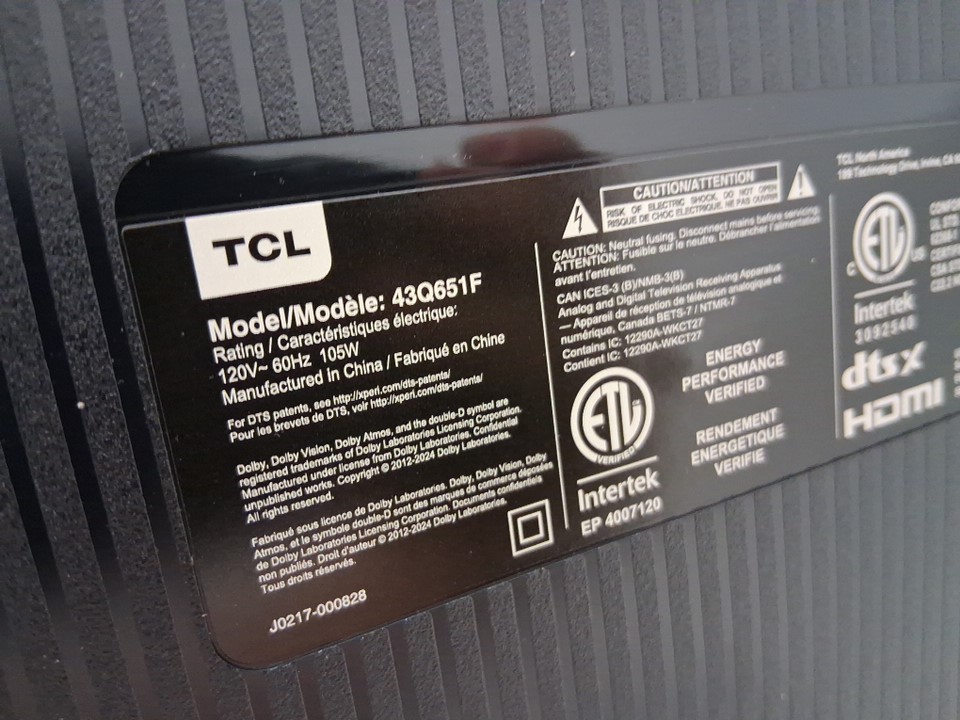 TCL
Model/Modèle: 43Q651F
Rating / Caractéristiques électrique:
120V~ 60Hz 105W
Manufactured in China / Fabriqué en Chine
For DTS patents, see http://xperi.com/dts-patents/
Pour les brevets de DTS, voir http://xperi.com/dts-patents/
Dolby, Dolby Vision, Dolby Atmos, and the double-D symbol are
registered trademarks of Dolby Laboratories Licensing Corporation.
Manufactured under license from Dolby Laboratories. Confidential
unpublished works. Copyright © 2012-2024 Dolby Laboratories.
All rights reserved.
Fabriqué sous licence de Dolby Laboratories. Dolby, Dolby Vision, Dolby
Atmos, et le symbole double-D sont des marques de commerce déposées
de Dolby Laboratories Licensing Corporation. Documents confidentiels
non publiés. Droit d'auteur © 2012-2024 Dolby Laboratories.
Tous droits réservés.
J0217-000828
CAUTION/ATTENTION
RISK OF ELECTRIC SHOCK. DO NOT OPEN
RISQUE DE CHOC ELECTRIQUE. NE PAS OUVRIR
CAUTION: Neutral fusing. Disconnect mains before servicing.
ATTENTION: Fusible sur le neutre. Débrancher l'alimentation
avant l'entretien.
CAN ICES-3 (B)/NMB-3(B)
Analog and Digital Television Receiving Apparatus
— Appareil de réception de télévision analogique et
numérique, Canada BETS-7 / NTMR-7
Contains IC: 12290A-WKCT27
Contient IC: 12290A-WKCT27
ETL
VERIFIED
Intertek
EP 4007120
ENERGY
PERFORMANCE
VERIFIED
RENDEMENT
ENERGETIQUE
VERIFIE
TCL North America
189 Technology Drive, Irvine, CA
ETL
C US
Intertek
3092540
dts X
HDMI